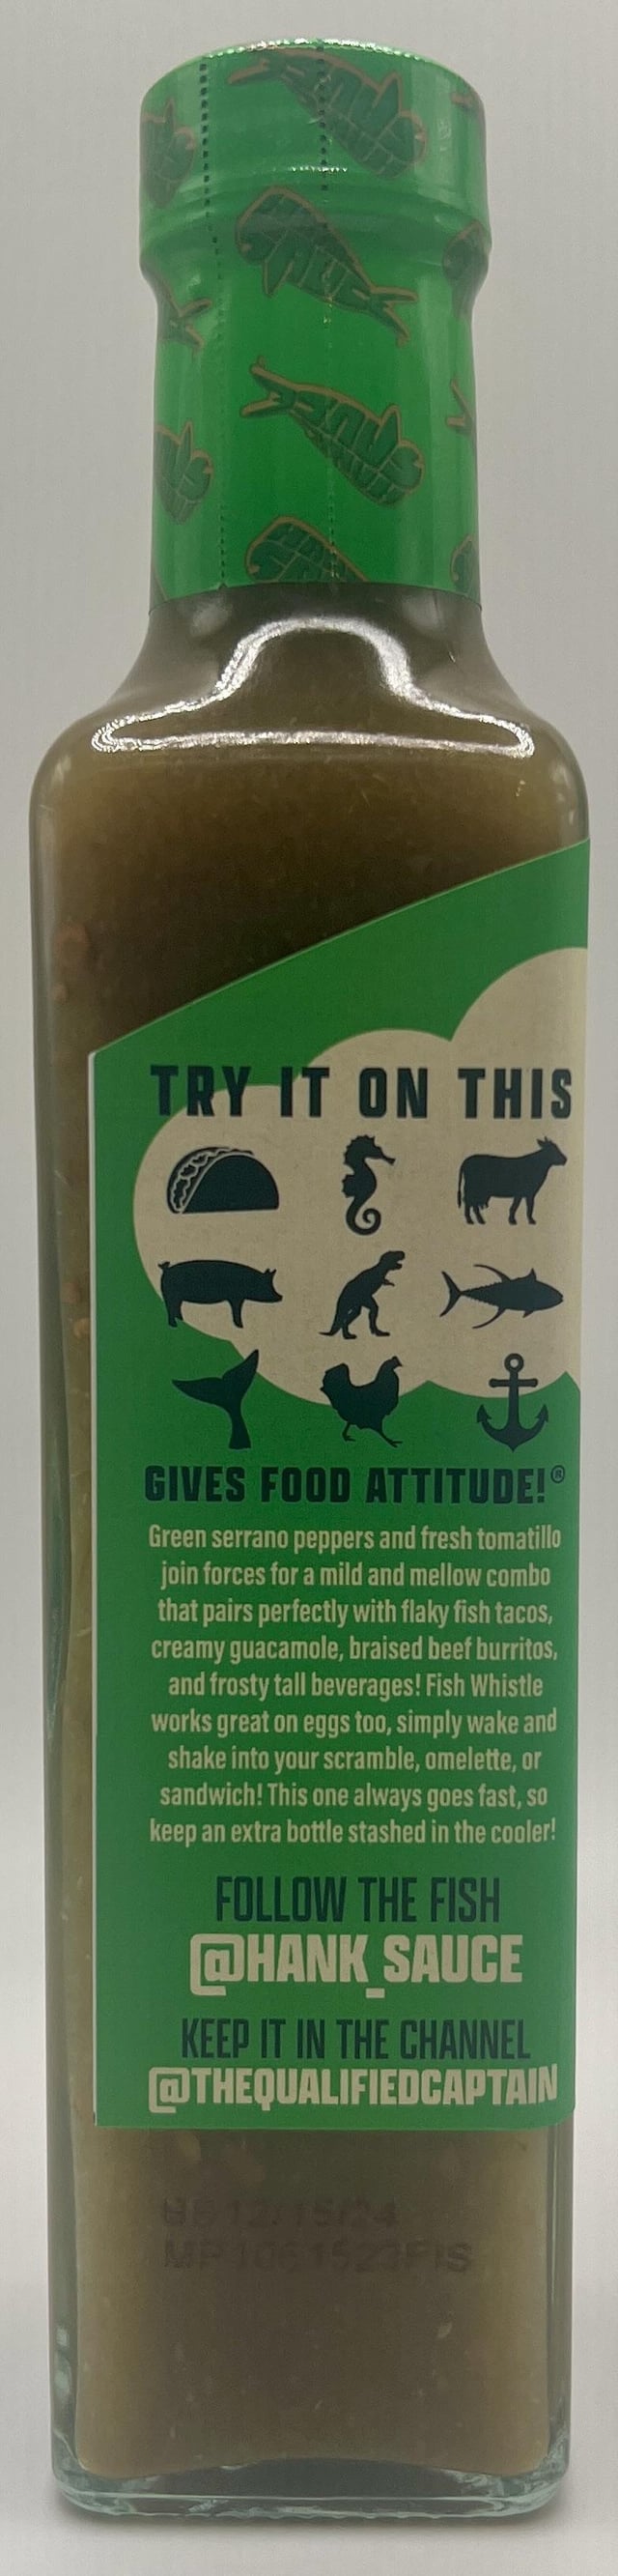 TRY IT ON THIS
GIVES FOOD ATTITUDE!®
Green serrano peppers and fresh tomatillo
join forces for a mild and mellow combo
that pairs perfectly with flaky fish tacos,
creamy guacamole, braised beef burritos,
and frosty tall beverages! Fish Whistle
works great on eggs too, simply wake and
shake into your scramble, omelette, or
sandwich! This one always goes fast, so
keep an extra bottle stashed in the cooler!
FOLLOW THE FISH
@HANK_SAUCE
KEEP IT IN THE CHANNEL
@THEQUALIFIEDCAPTAIN
12/15/24